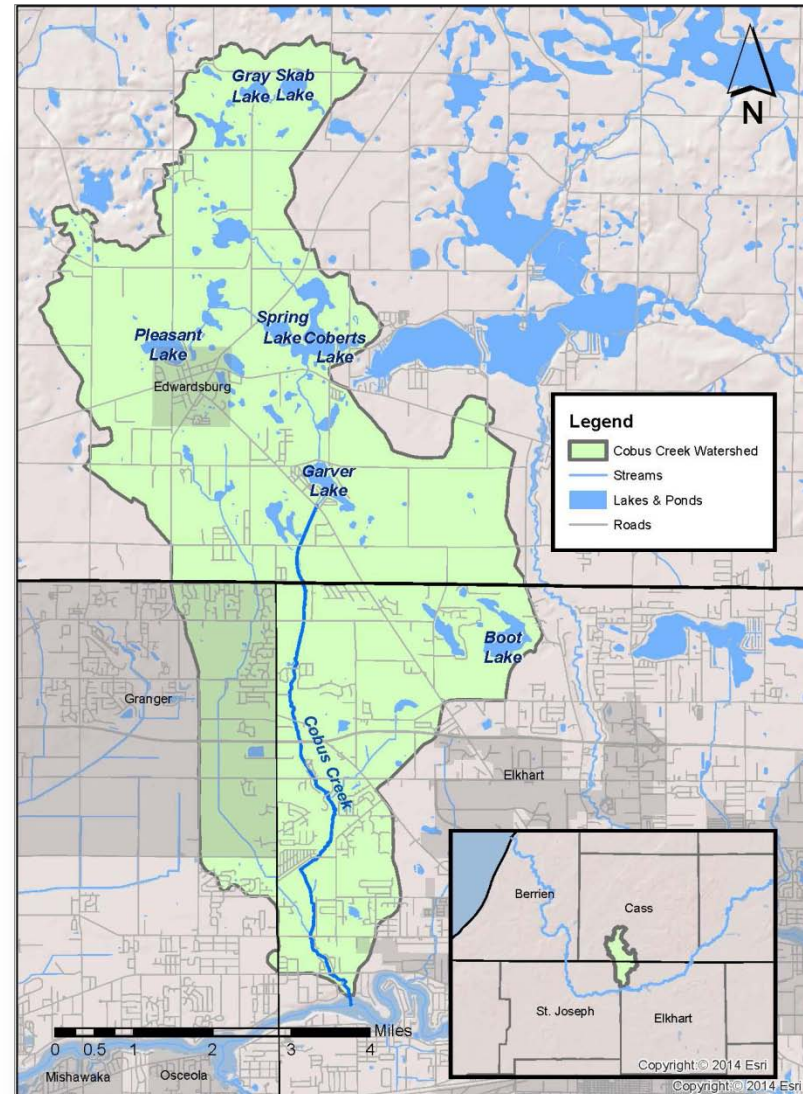 Gray Skab
Lake Lake
N
Spring
Lake Coberts
Lake
Pleasant
Lake
Edwardsburg
Garver
Lake
Legend
Cobus Creek Watershed
Streams
Lakes & Ponds
Roads
Boot
Lake
Granger
Cobus Creek
Elkhart
Berrien
Cass
St. Joseph
Elkhart
Miles
0 0.5 1 2 3 4
Mishawaka
Osceola
Copyright:© 2014 Esri
Copyright:© 2014 Esri